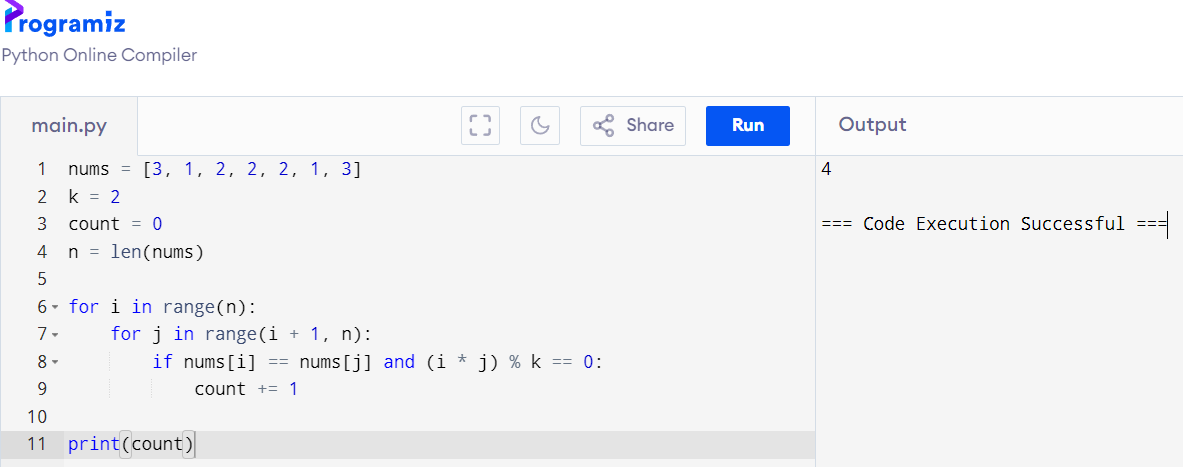 Programiz
Python Online Compiler
main.py
Share
Run
Output
1 nums = [3, 1, 2, 2, 2, 1, 3]
2 k = 2
3 count = 0
4 n = len(nums)
5
6 for i in range(n):
7     for j in range(i + 1, n):
8         if nums[i] == nums[j] and (i * j) % k == 0:
9             count += 1
10
11 print(count)
4
=== Code Execution Successful ===